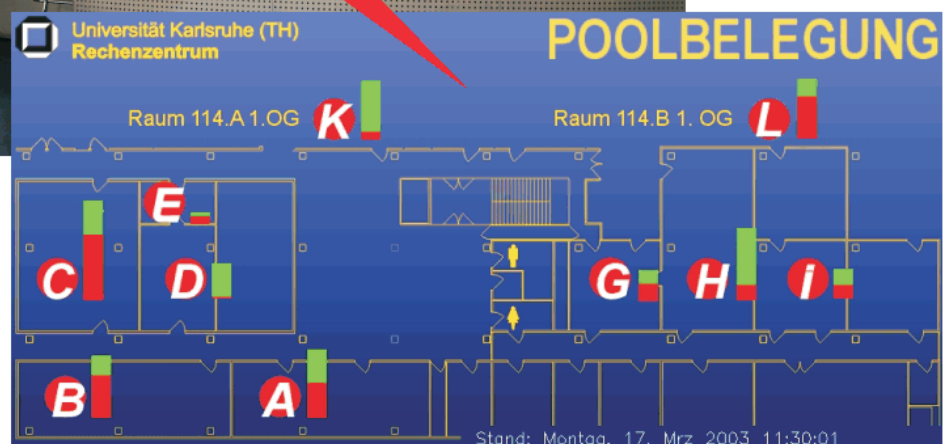 Universität Karlsruhe (TH)
Rechenzentrum
POOLBELEGUNG
Raum 114.A 1.OG K
Raum 114.B 1. OG L
E
C
D
G
H
i
B
A
Stand: Montag, 17. Mrz 2003 11:30:01